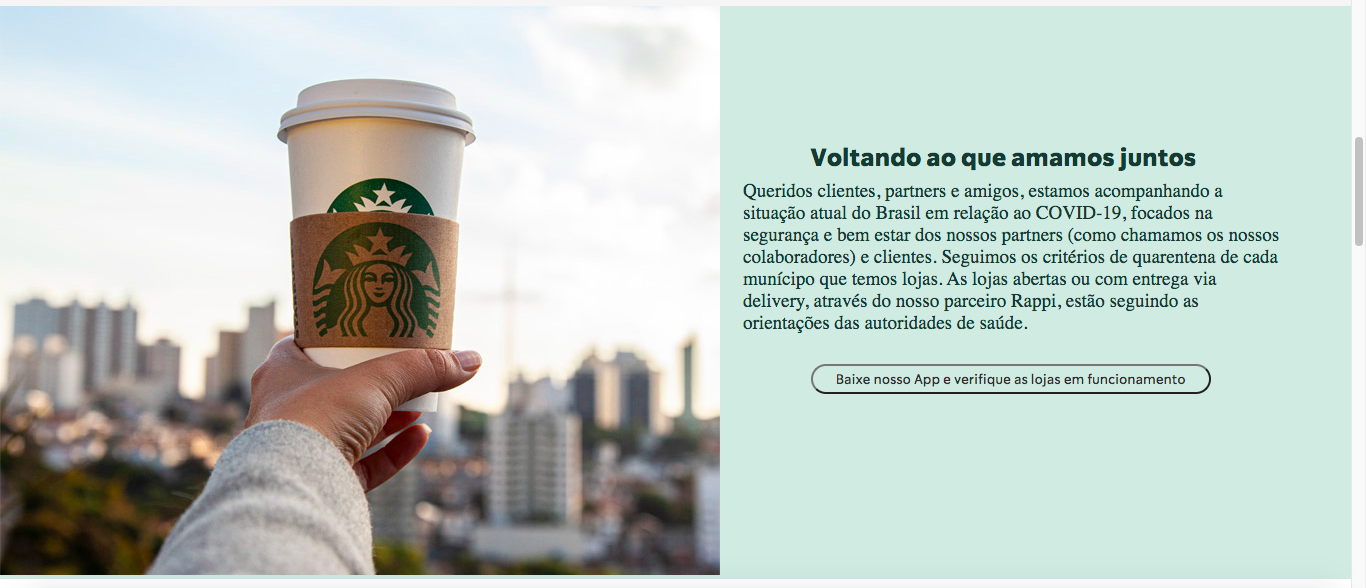 Voltando ao que amamos juntos
Queridos clientes, partners e amigos, estamos acompanhando a
situação atual do Brasil em relação ao COVID-19, focados na
segurança e bem estar dos nossos partners (como chamamos os nossos
colaboradores) e clientes. Seguimos os critérios de quarentena de cada
munícipo que temos lojas. As lojas abertas ou com entrega via
delivery, através do nosso parceiro Rappi, estão seguindo as
orientações das autoridades de saúde.
Baixe nosso App e verifique as lojas em funcionamento